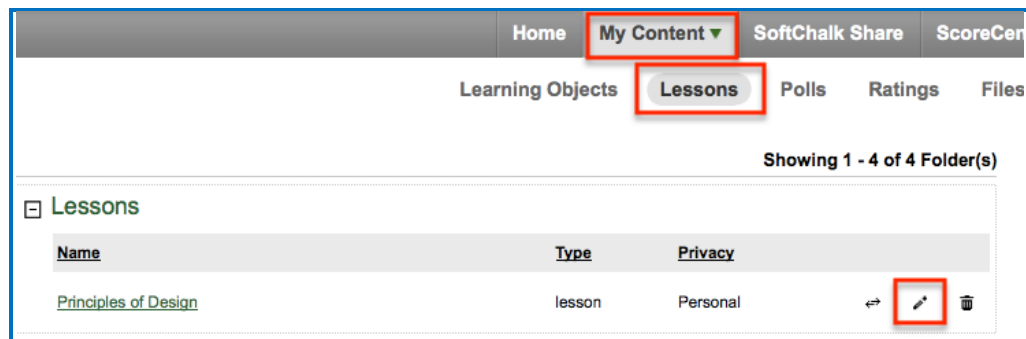 Home My Content ▼ SoftChalk Share ScoreCen
Learning Objects Lessons Polls Ratings Files
Showing 1 - 4 of 4 Folder(s)
Lessons
Name Type Privacy
Principles of Design lesson Personal